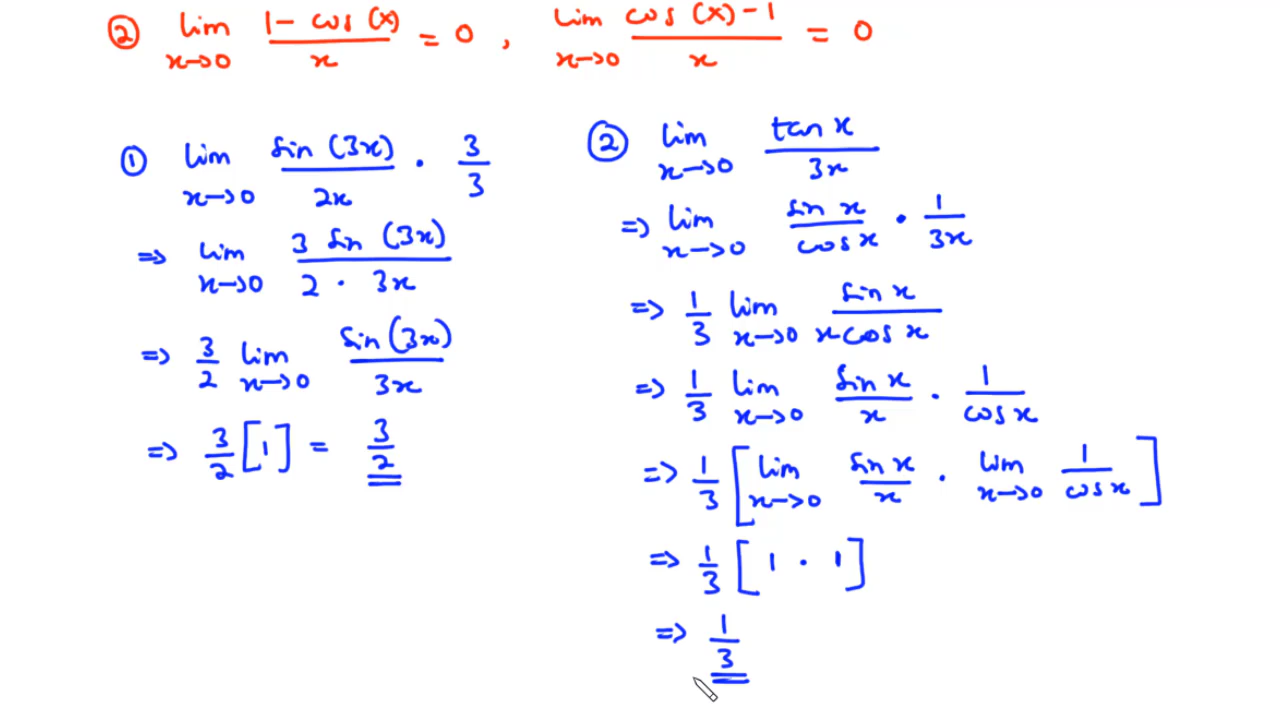 ② lim x→0 (1 - cos (x))/x = 0 , lim x→0 (cos (x) - 1)/x = 0
① lim x→0 sin (3x)/2x · 3/3
=> lim x→0 3 sin (3x)/(2 · 3x)
=> 3/2 lim x→0 sin (3x)/3x
=> 3/2 [1] = 3/2
② lim x→0 tan x/3x
=> lim x→0 sin x/cos x · 1/3x
=> 1/3 lim x→0 sin x/(x cos x)
=> 1/3 lim x→0 sin x/x · 1/cos x
=> 1/3 [lim x→0 sin x/x · lim x→0 1/cos x]
=> 1/3 [1 · 1]
=> 1/3